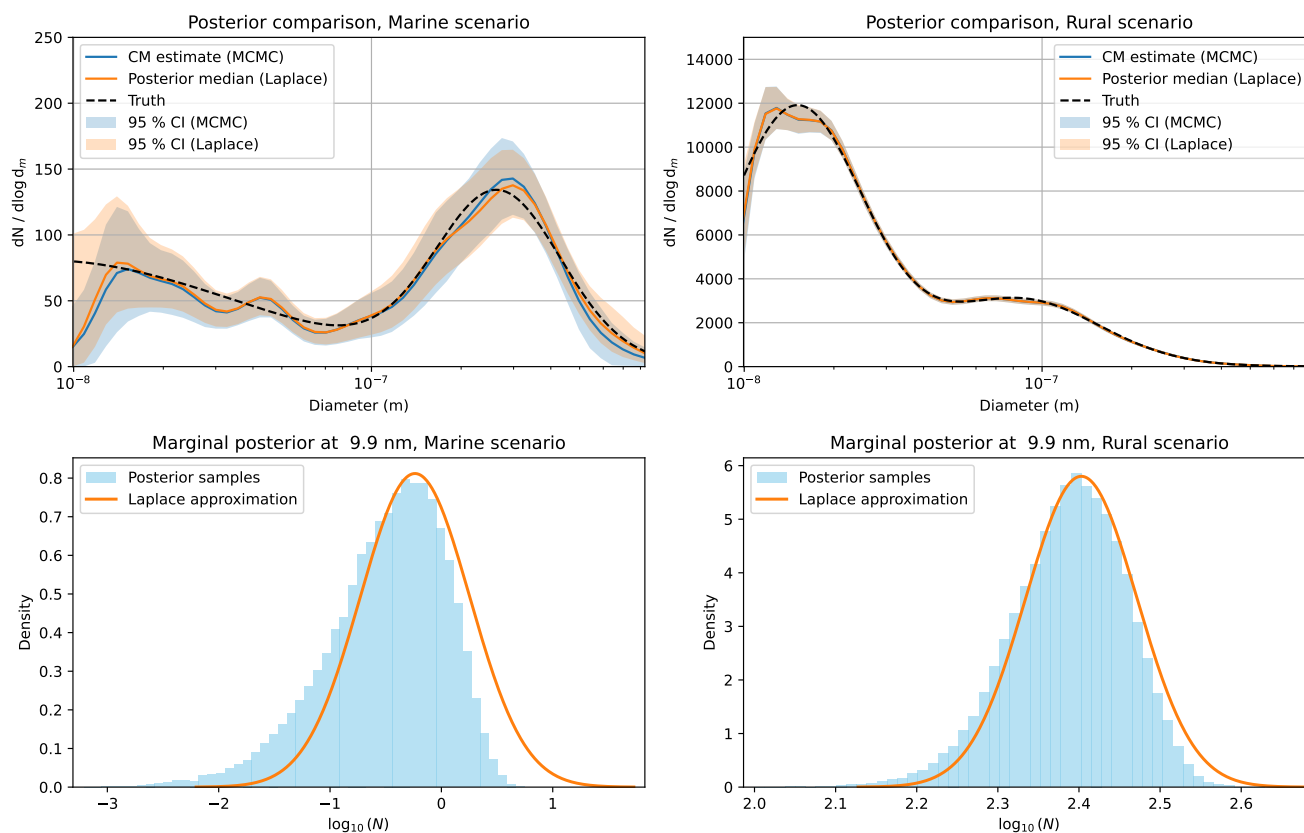 Posterior comparison, Marine scenario
250
200
150
100
50
0
dN / dlog d_m
CM estimate (MCMC)
Posterior median (Laplace)
Truth
95 % CI (MCMC)
95 % CI (Laplace)
10⁻⁸
10⁻⁷
Diameter (m)
Posterior comparison, Rural scenario
14000
12000
10000
8000
6000
4000
2000
0
dN / dlog d_m
CM estimate (MCMC)
Posterior median (Laplace)
Truth
95 % CI (MCMC)
95 % CI (Laplace)
10⁻⁸
10⁻⁷
Diameter (m)
Marginal posterior at 9.9 nm, Marine scenario
0.8
0.7
0.6
0.5
0.4
0.3
0.2
0.1
0.0
Density
Posterior samples
Laplace approximation
−3
−2
−1
0
1
log₁₀(N)
Marginal posterior at 9.9 nm, Rural scenario
6
5
4
3
2
1
0
Density
Posterior samples
Laplace approximation
2.0
2.1
2.2
2.3
2.4
2.5
2.6
log₁₀(N)